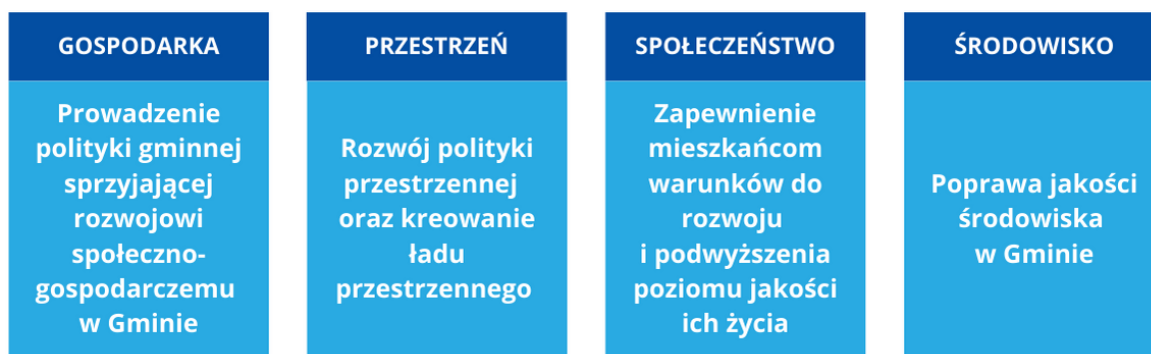 GOSPODARKA
Prowadzenie
polityki gminnej
sprzyjającej
rozwojowi
społeczno-
gospodarczemu
w Gminie
PRZESTRZEŃ
Rozwój polityki
przestrzennej
oraz kreowanie
ładu
przestrzennego
SPOŁECZEŃSTWO
Zapewnienie
mieszkańcom
warunków do
rozwoju
i podwyższenia
poziomu jakości
ich życia
ŚRODOWISKO
Poprawa jakości
środowiska
w Gminie